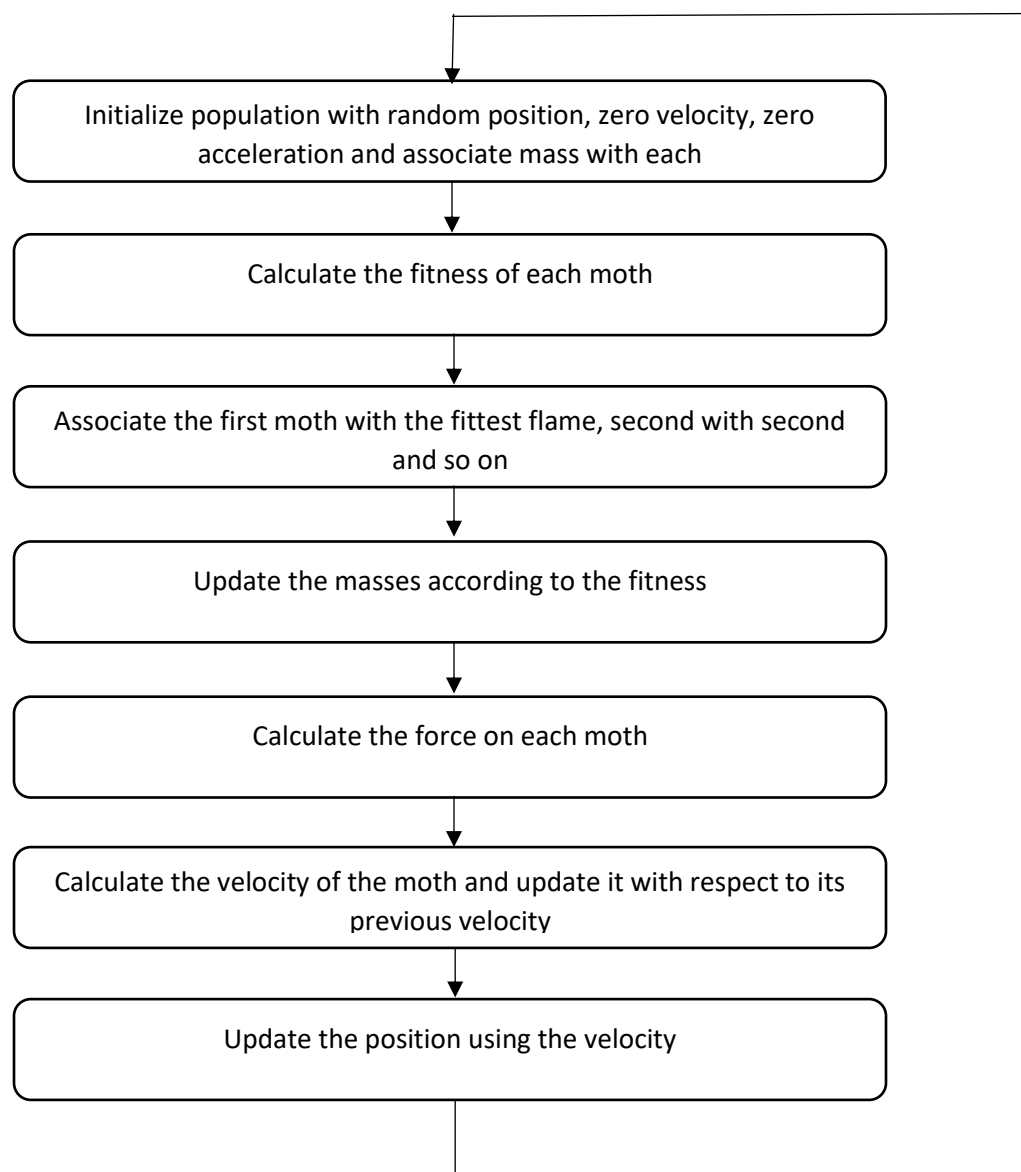 Initialize population with random position, zero velocity, zero
acceleration and associate mass with each
Calculate the fitness of each moth
Associate the first moth with the fittest flame, second with second
and so on
Update the masses according to the fitness
Calculate the force on each moth
Calculate the velocity of the moth and update it with respect to its
previous velocity
Update the position using the velocity